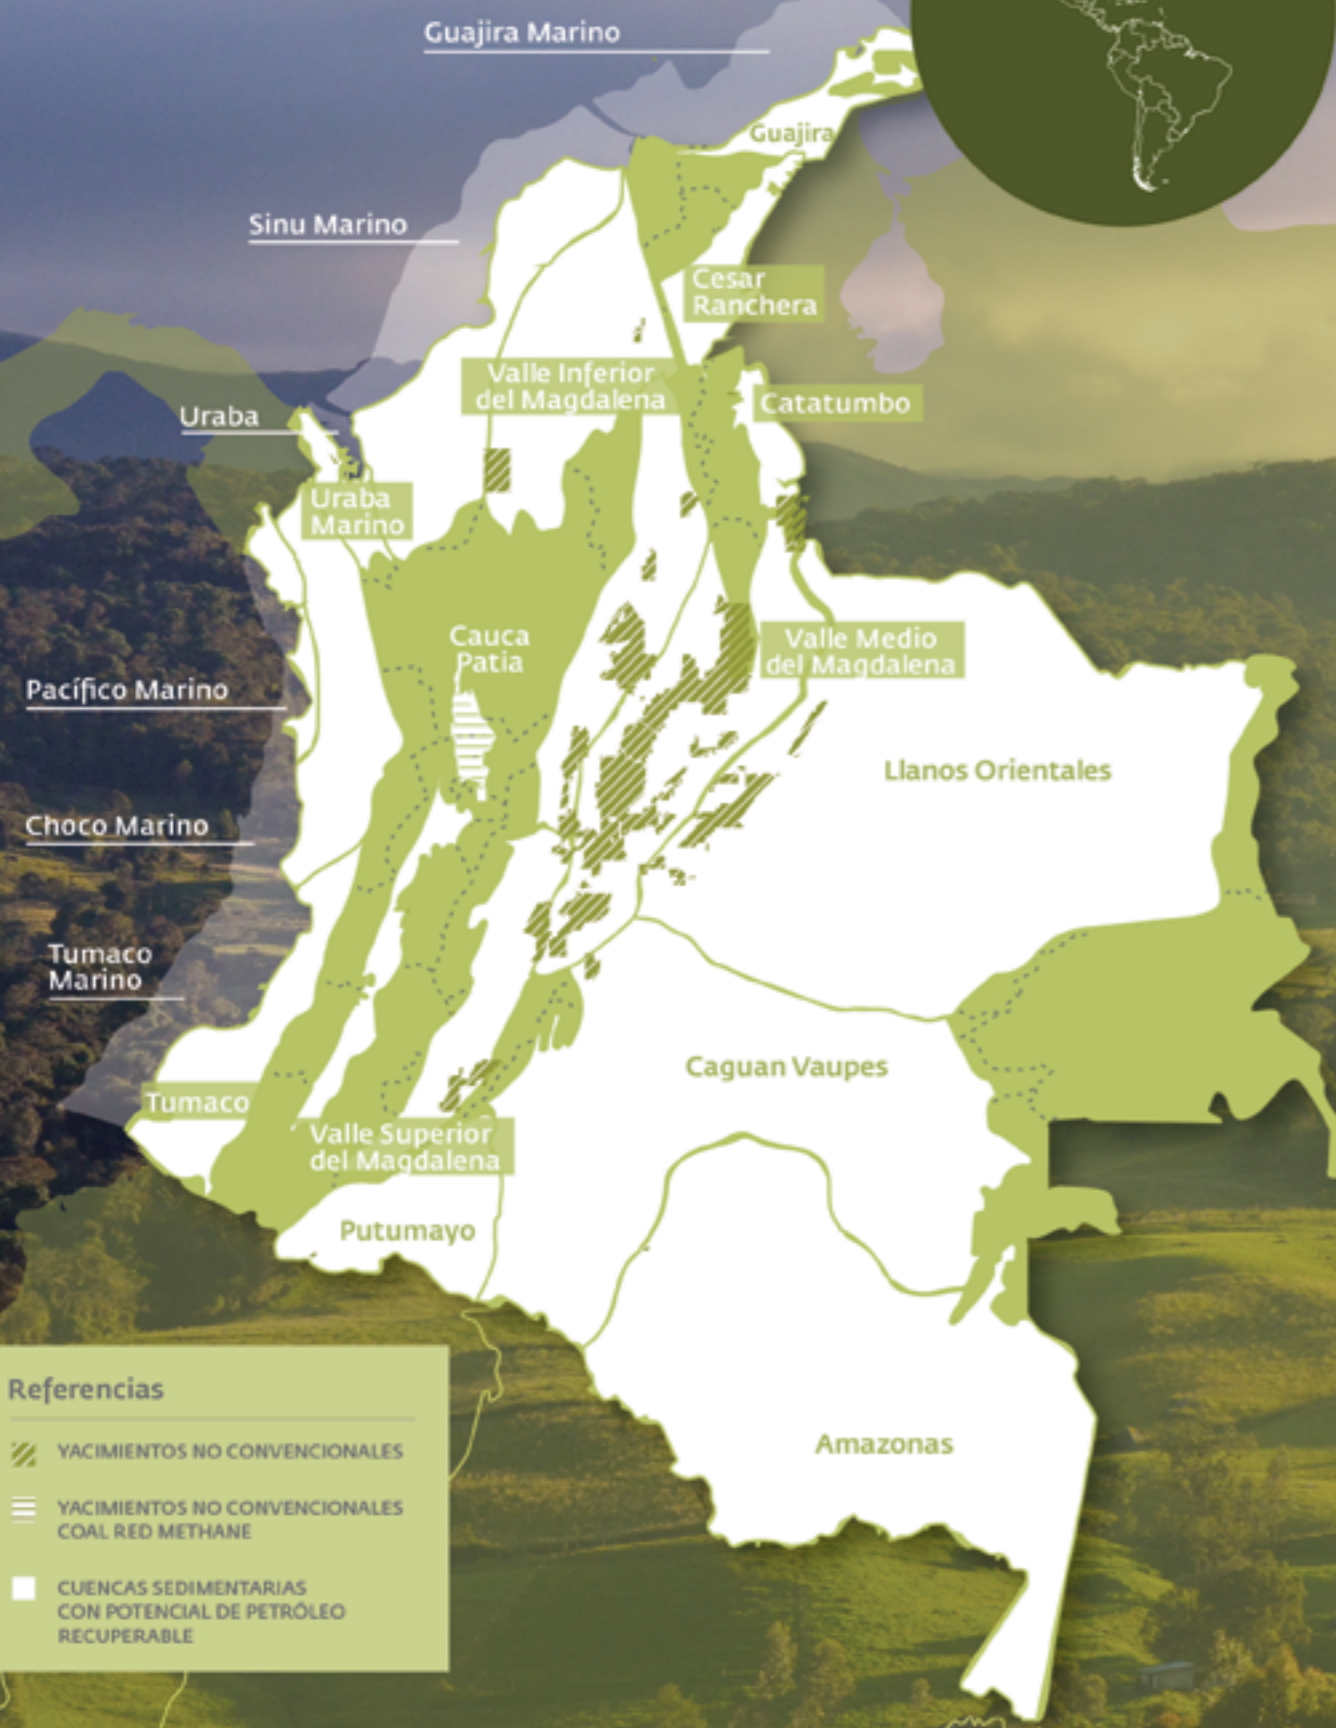 Guajira Marino
Guajira
Sinu Marino
Cesar
Ranchera
Valle Inferior
del Magdalena
Catatumbo
Uraba
Uraba
Marino
Cauca
Patia
Valle Medio
del Magdalena
Pacífico Marino
Llanos Orientales
Choco Marino
Tumaco
Marino
Caguan Vaupes
Tumaco
Valle Superior
del Magdalena
Putumayo
Amazonas
Referencias
YACIMIENTOS NO CONVENCIONALES
YACIMIENTOS NO CONVENCIONALES
COAL RED METHANE
CUENCAS SEDIMENTARIAS
CON POTENCIAL DE PETRÓLEO
RECUPERABLE